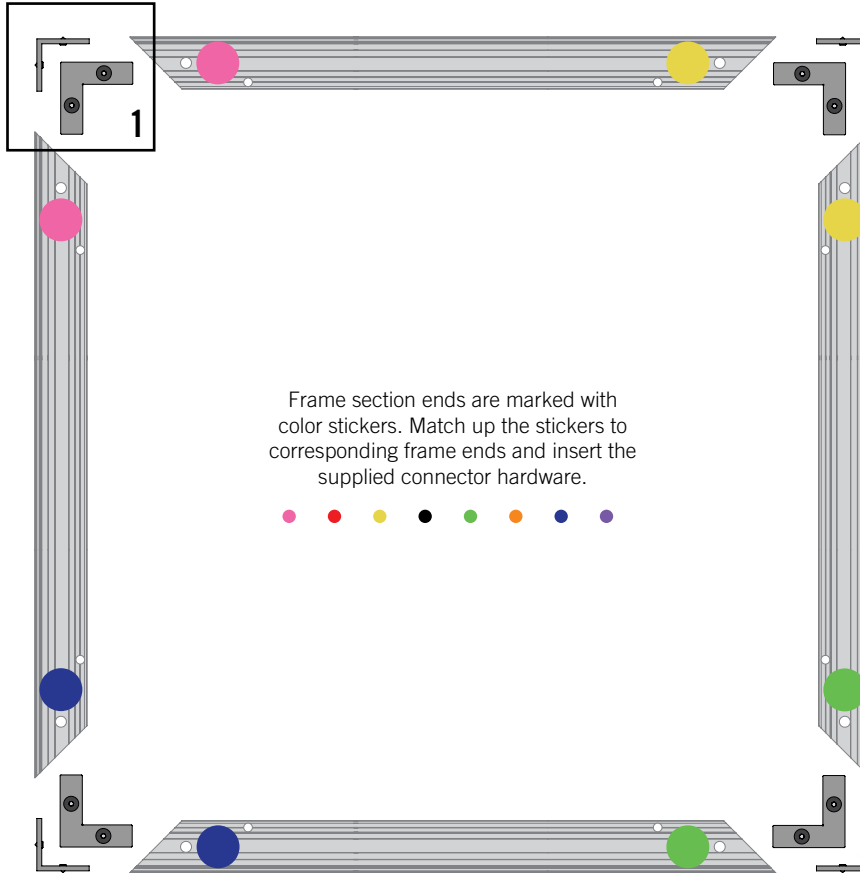 1
Frame section ends are marked with
color stickers. Match up the stickers to
corresponding frame ends and insert the
supplied connector hardware.